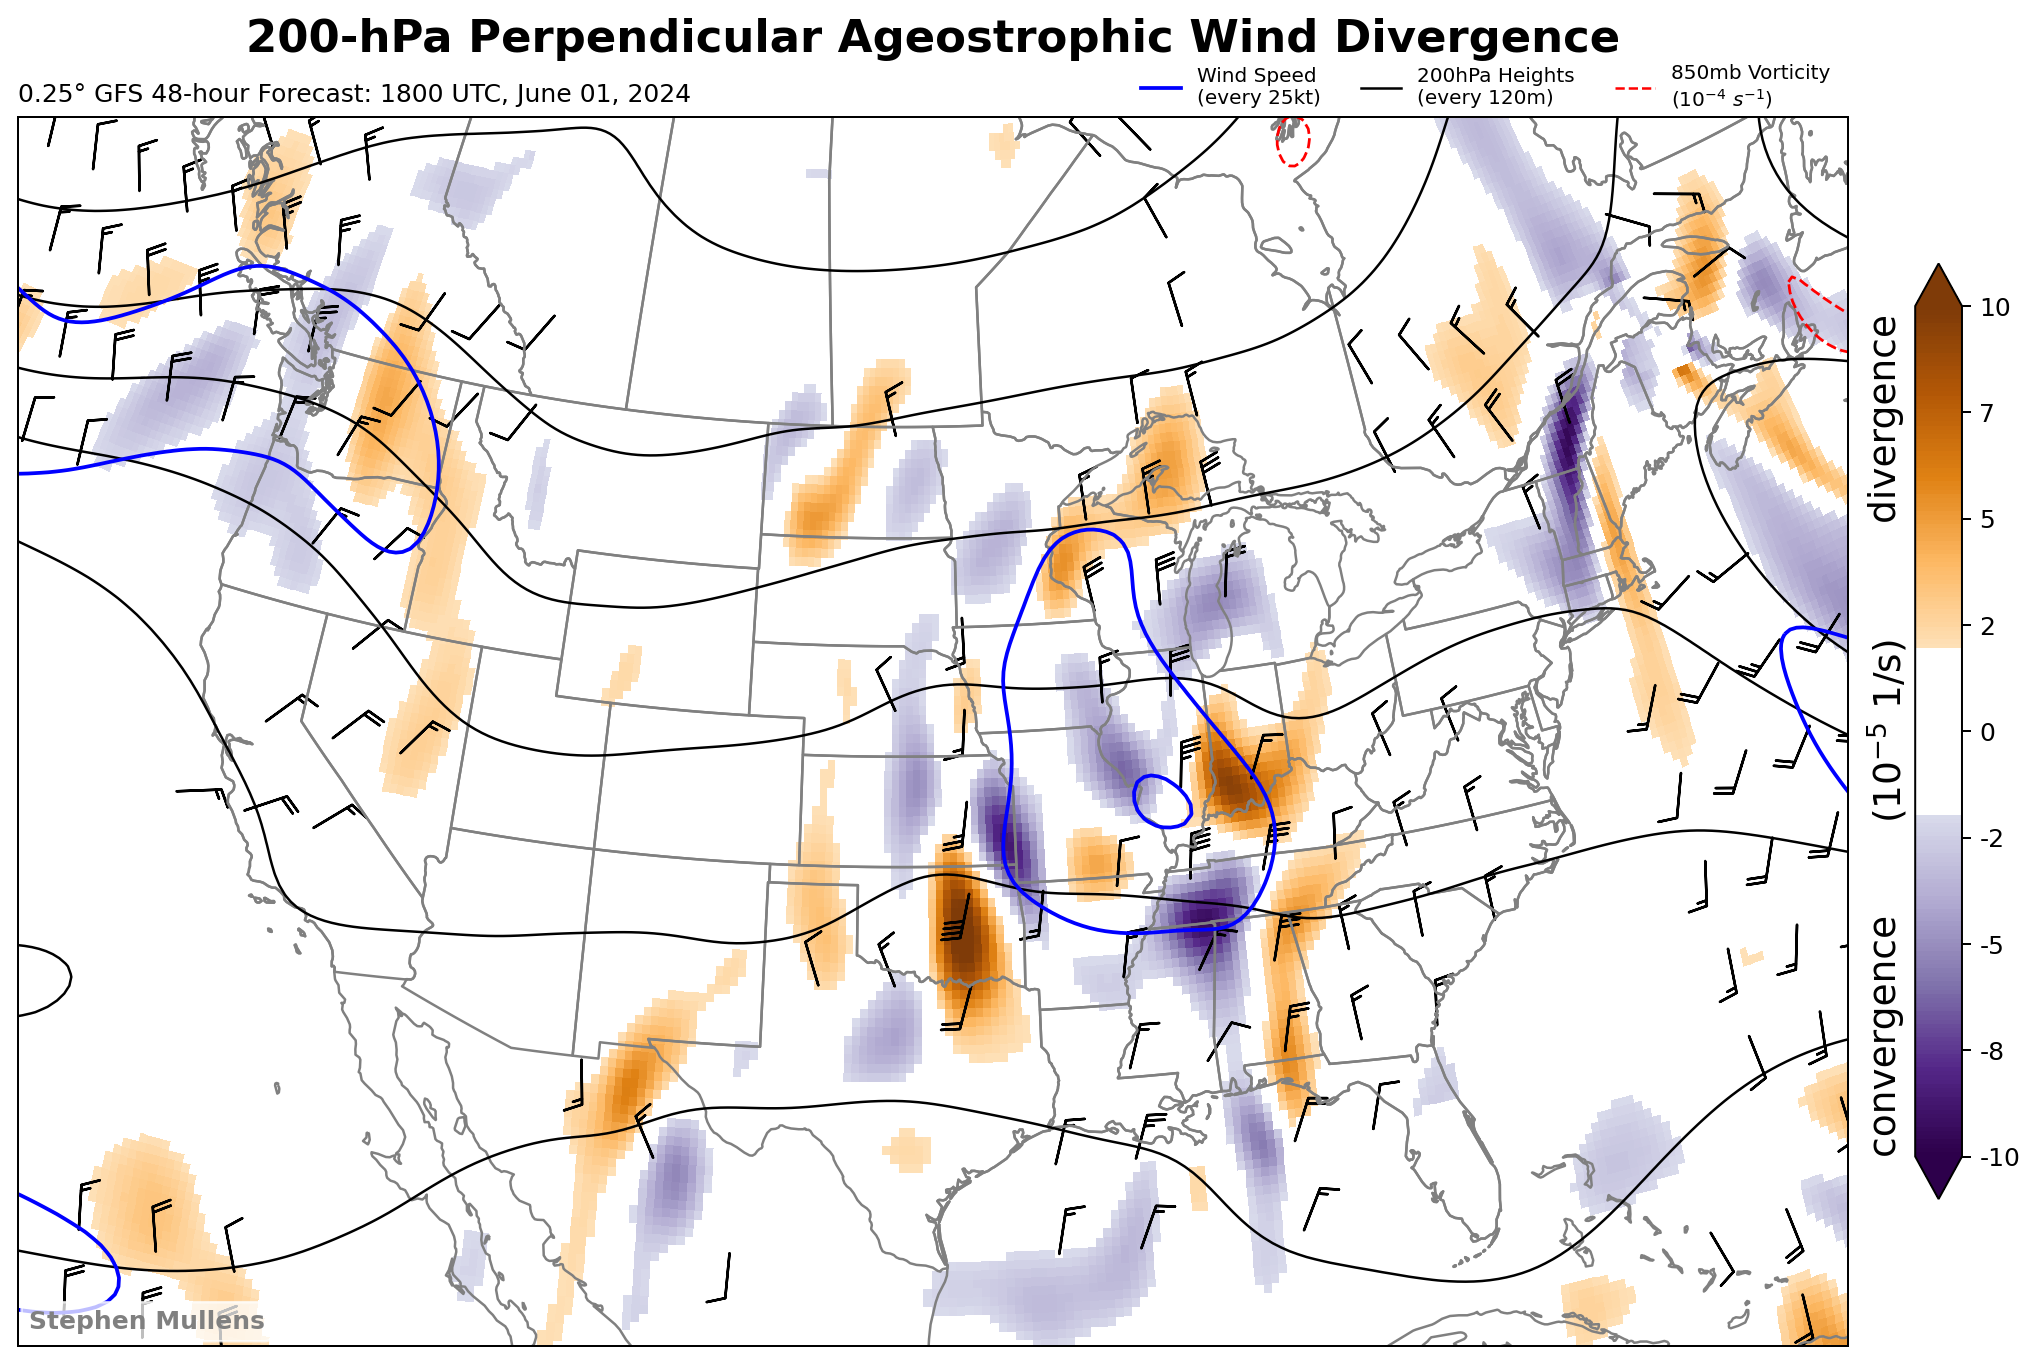 200-hPa Perpendicular Ageostrophic Wind Divergence
0.25° GFS 48-hour Forecast: 1800 UTC, June 01, 2024
Wind Speed
(every 25kt)
200hPa Heights
(every 120m)
850mb Vorticity
(10⁻⁴ s⁻¹)
10
7
5
2
0
-2
-5
-8
-10
convergence (10⁻⁵ 1/s) divergence
Stephen Mullens